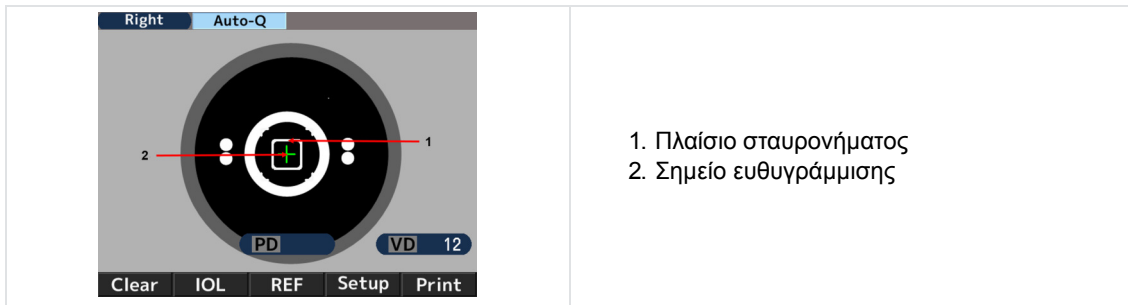 Right Auto-Q
1
2
PD VD 12
Clear IOL REF Setup Print
1. Πλαίσιο σταυρονήματος
2. Σημείο ευθυγράμμισης